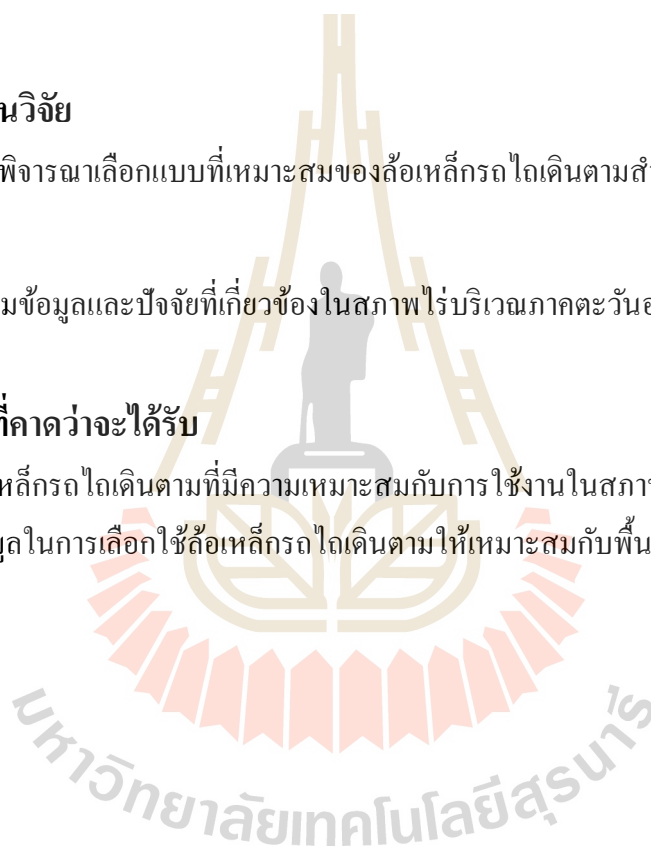 นวิจัย
พิจารณาเลือกแบบที่เหมาะสมของล้อเหล็กรถไถเดินตามสำ
มข้อมูลและปัจจัยที่เกี่ยวข้องในสภาพไร่บริเวณภาคตะวัน
ที่คาดว่าจะได้รับ
หล็กรถไถเดินตามที่มีความเหมาะสมกับการใช้งานในสภา
มูลในการเลือกใช้ล้อเหล็กรถไถเดินตามให้เหมาะสมกับพื้น
มหาวิทยาลัยเทคโนโลยีสุรนารี